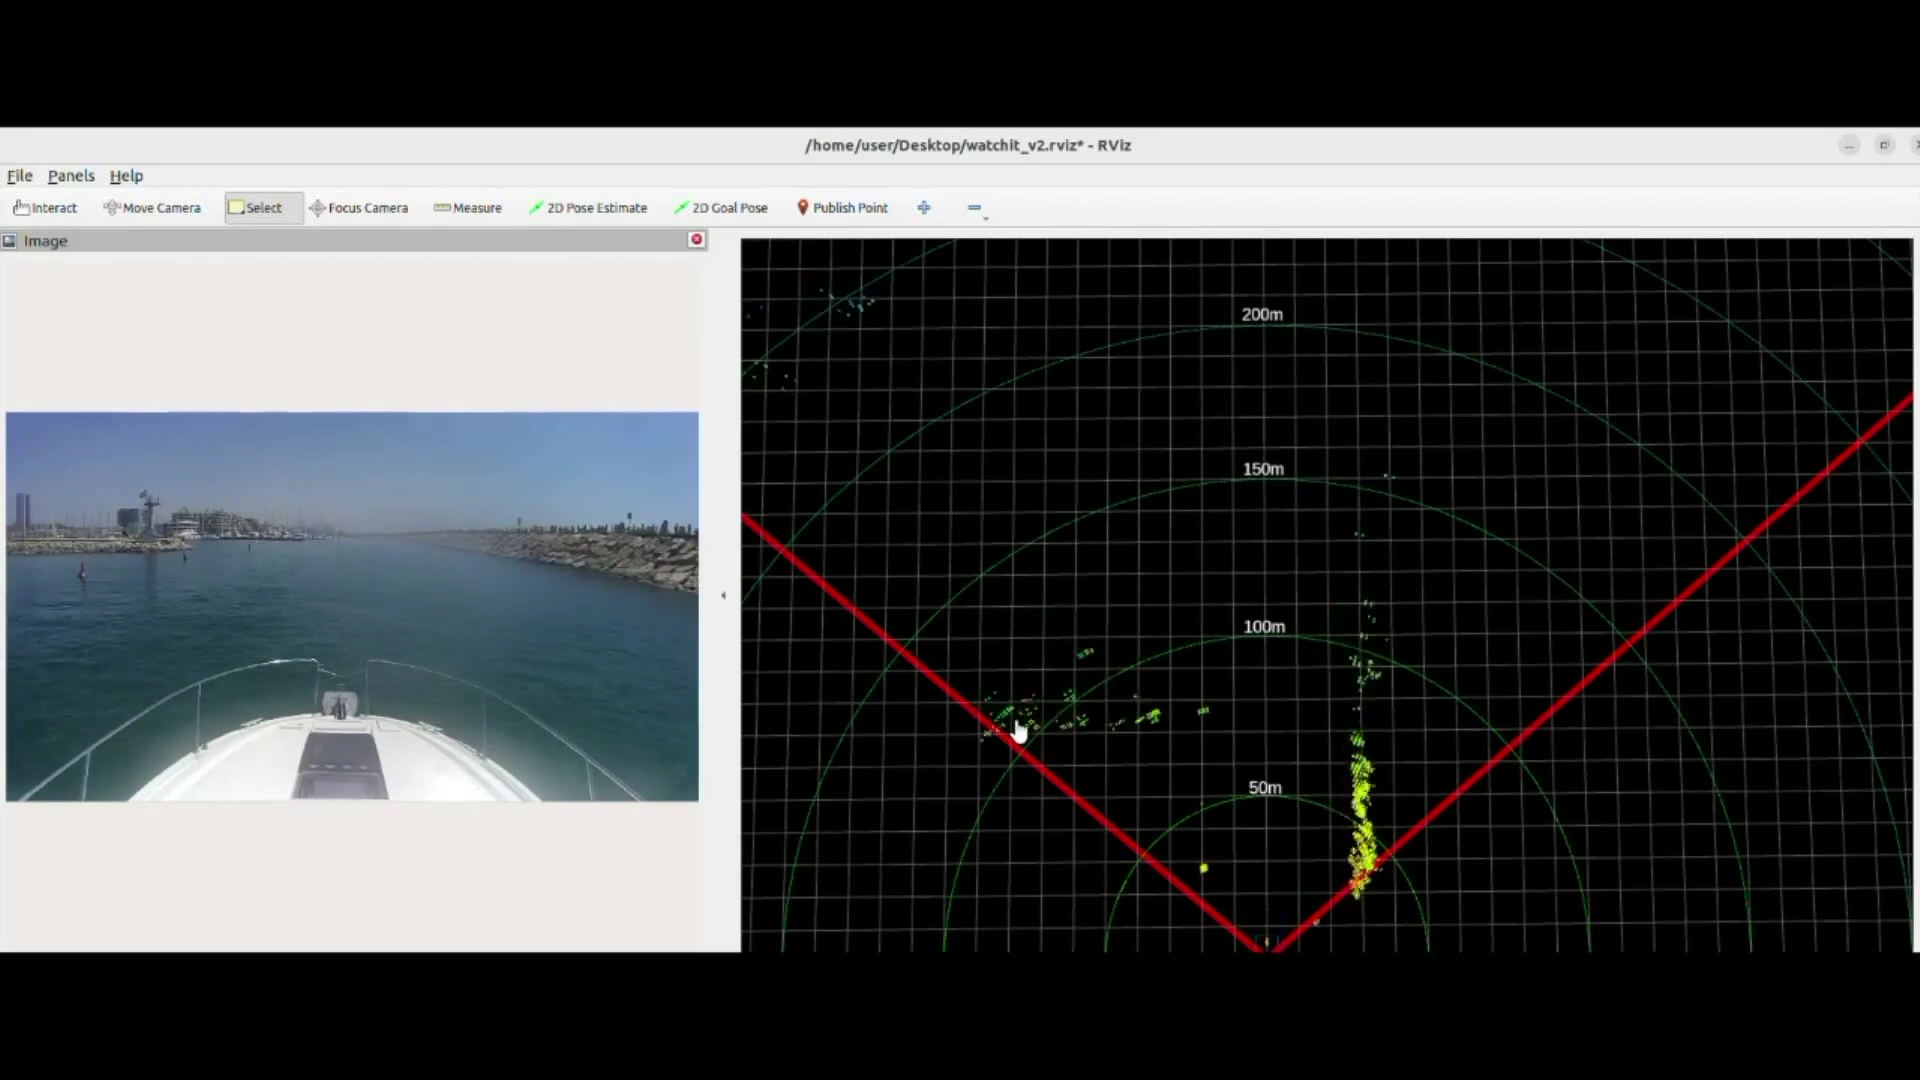 /home/user/Desktop/watchit_v2.rviz* - RViz
File Panels Help
Interact Move Camera Select Focus Camera Measure 2D Pose Estimate 2D Goal Pose Publish Point
Image
200m
150m
100m
50m